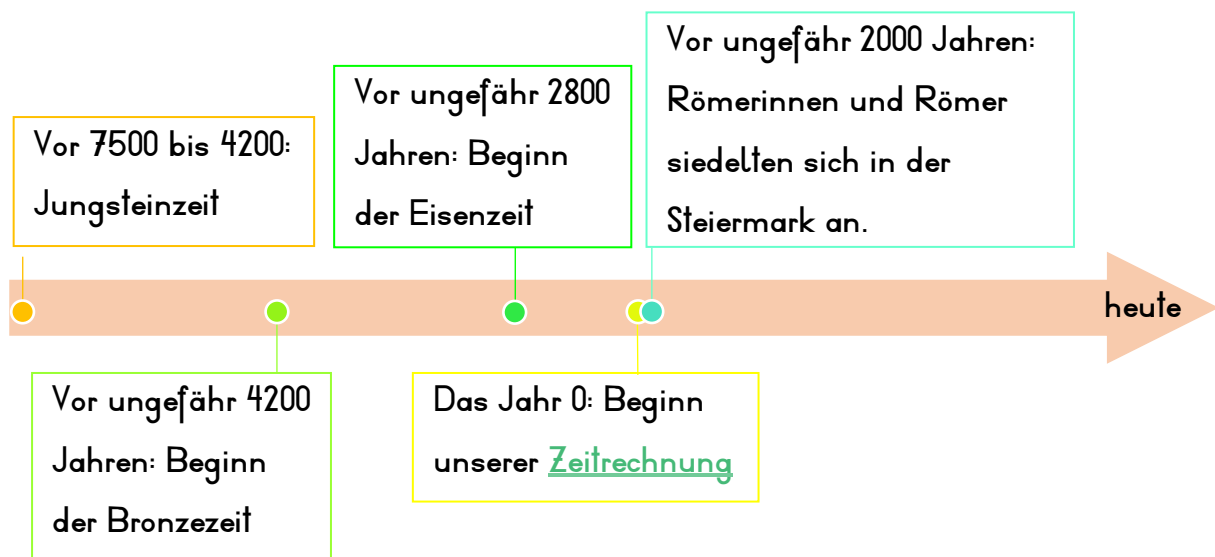 Vor 7500 bis 4200:
Jungsteinzeit
Vor ungefähr 2800
Jahren: Beginn
der Eisenzeit
Vor ungefähr 2000 Jahren:
Römerinnen und Römer
siedelten sich in der
Steiermark an.
heute
Vor ungefähr 4200
Jahren: Beginn
der Bronzezeit
Das Jahr 0: Beginn
unserer Zeitrechnung